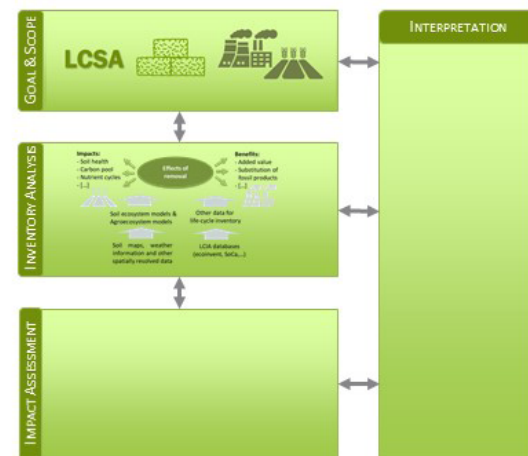 GOAL & SCOPE
LCSA
INTERPRETATION
INVENTORY ANALYSIS
Impacts:
- Soil health
- Carbon pool
- Nutrient cycles
- [...]
Effects of
removal
Benefits:
- Added value
- Substitution of
fossil products
- [...]
Soil ecosystem models &
Agroecosystem models
Other data for
life-cycle inventory
Soil maps, weather
information and other
spatially resolved data
LCIA databases
(ecoinvent, SoCa,...)
IMPACT ASSESSMENT